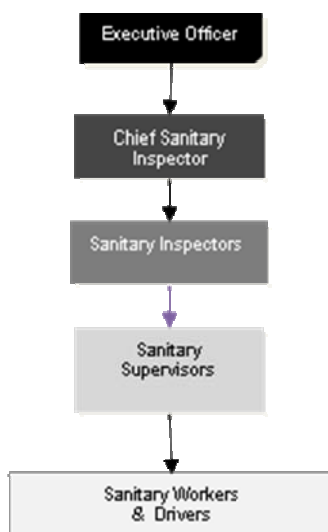 Executive Officer
Chief Sanitary
Inspector
Sanitary Inspectors
Sanitary
Supervisors
Sanitary Workers
& Drivers